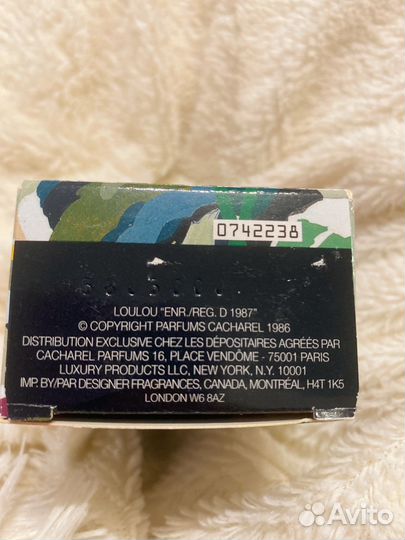 0742238
LOULOU "ENR./REG. D 1987"
© COPYRIGHT PARFUMS CACHAREL 1986
DISTRIBUTION EXCLUSIVE CHEZ LES DÉPOSITAIRES AGRÉÉS PAR
CACHAREL PARFUMS 16, PLACE VENDÔME - 75001 PARIS
LUXURY PRODUCTS LLC, NEW YORK, N.Y. 10001
IMP. BY/PAR DESIGNER FRAGRANCES, CANADA, MONTRÉAL, H4T 1K5
LONDON W6 8AZ
Avito